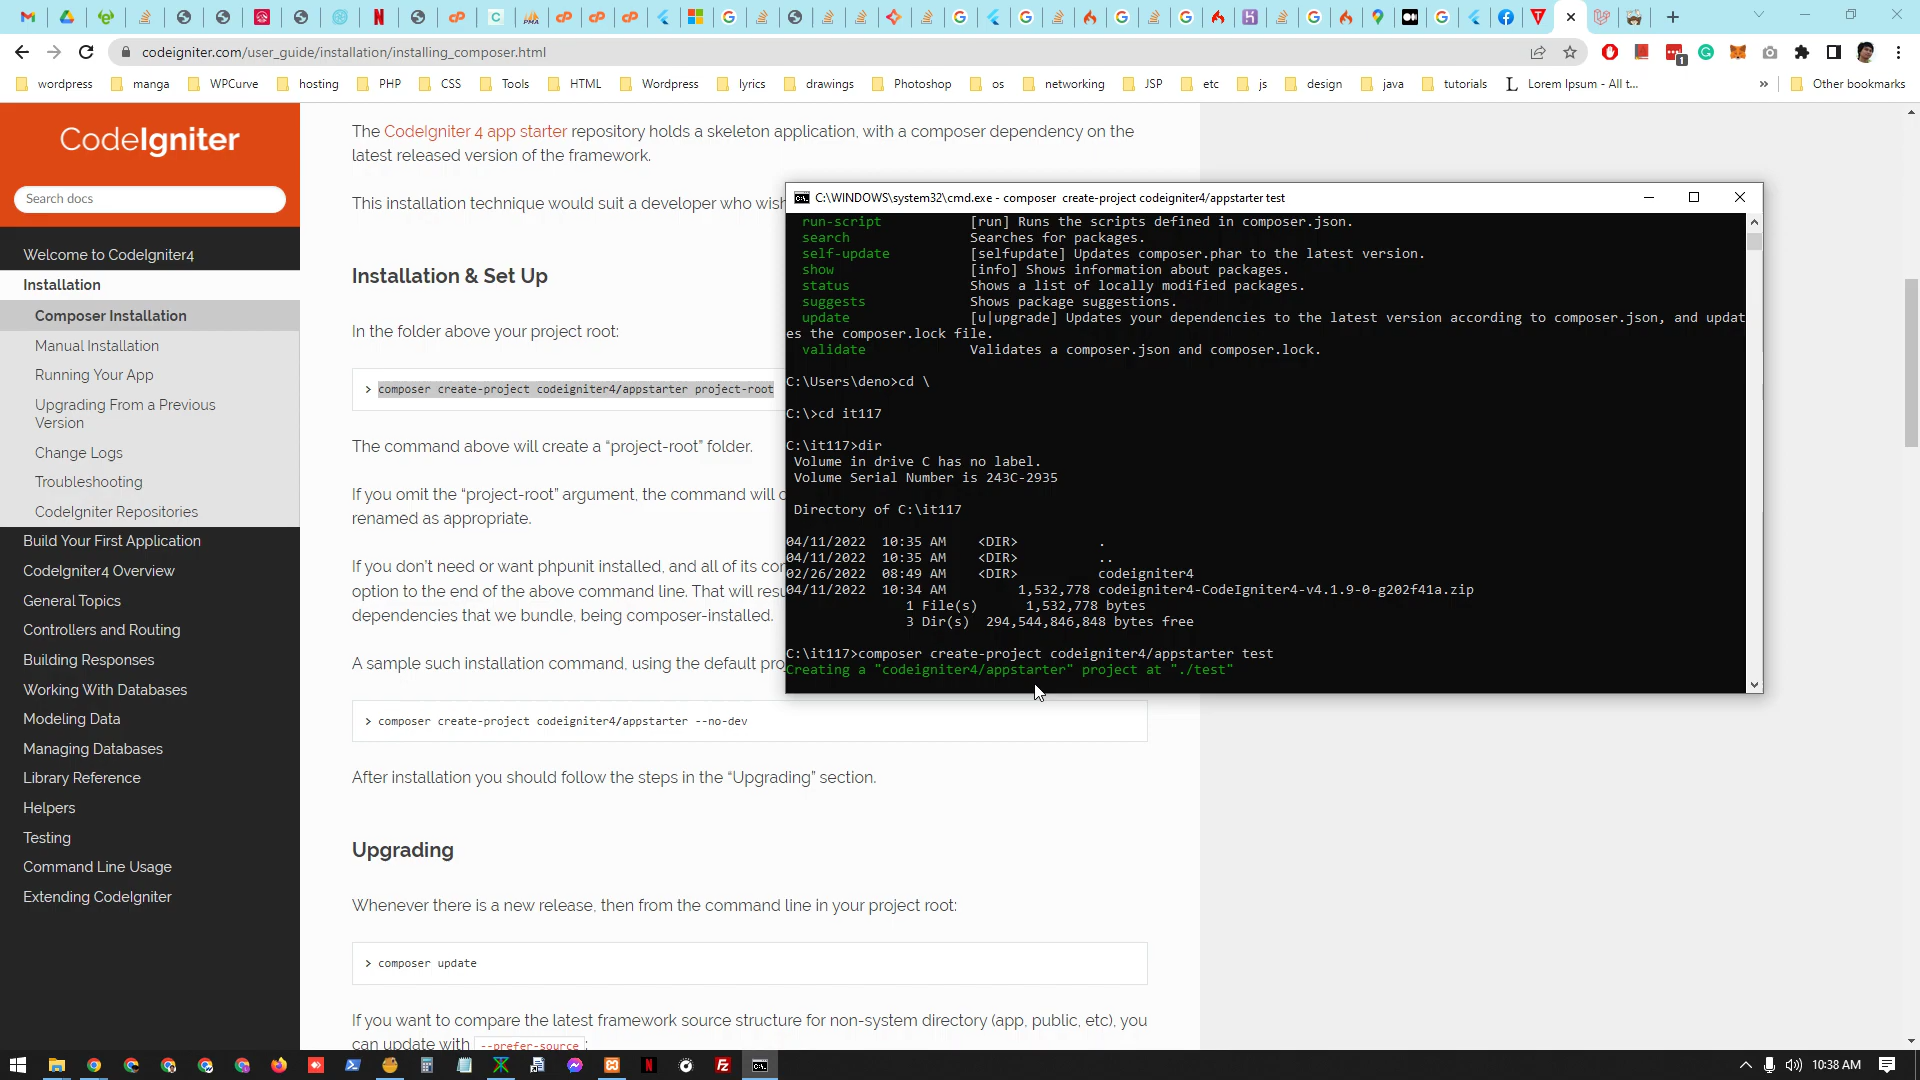 codeigniter.com/user_guide/installation/installing_composer.html
1
wordpress manga WPCurve hosting PHP CSS Tools HTML Wordpress lyrics drawings Photoshop os networking JSP etc js design java tutorials Lorem Ipsum - All t... » Other bookmarks
CodeIgniter
Search docs
Welcome to CodeIgniter4
Installation
Composer Installation
Manual Installation
Running Your App
Upgrading From a Previous
Version
Change Logs
Troubleshooting
CodeIgniter Repositories
Build Your First Application
CodeIgniter4 Overview
General Topics
Controllers and Routing
Building Responses
Working With Databases
Modeling Data
Managing Databases
Library Reference
Helpers
Testing
Command Line Usage
Extending CodeIgniter
The CodeIgniter 4 app starter repository holds a skeleton application, with a composer dependency on the
latest released version of the framework.
This installation technique would suit a developer who wish
Installation & Set Up
In the folder above your project root:
> composer create-project codeigniter4/appstarter project-root
The command above will create a “project-root” folder.
If you omit the “project-root” argument, the command will c
renamed as appropriate.
If you don’t need or want phpunit installed, and all of its cor
option to the end of the above command line. That will resu
dependencies that we bundle, being composer-installed.
A sample such installation command, using the default pro
> composer create-project codeigniter4/appstarter --no-dev
After installation you should follow the steps in the “Upgrading” section.
Upgrading
Whenever there is a new release, then from the command line in your project root:
> composer update
If you want to compare the latest framework source structure for non-system directory (app, public, etc), you
can update with --prefer-source:
C:\WINDOWS\system32\cmd.exe - composer create-project codeigniter4/appstarter test
run-script [run] Runs the scripts defined in composer.json.
search Searches for packages.
self-update [selfupdate] Updates composer.phar to the latest version.
show [info] Shows information about packages.
status Shows a list of locally modified packages.
suggests Shows package suggestions.
update [u|upgrade] Updates your dependencies to the latest version according to composer.json, and updat
es the composer.lock file.
validate Validates a composer.json and composer.lock.
C:\Users\deno>cd \
C:\>cd it117
C:\it117>dir
Volume in drive C has no label.
Volume Serial Number is 243C-2935
Directory of C:\it117
04/11/2022 10:35 AM <DIR> .
04/11/2022 10:35 AM <DIR> ..
02/26/2022 08:49 AM <DIR> codeigniter4
04/11/2022 10:34 AM 1,532,778 codeigniter4-CodeIgniter4-v4.1.9-0-g202f41a.zip
1 File(s) 1,532,778 bytes
3 Dir(s) 294,544,846,848 bytes free
C:\it117>composer create-project codeigniter4/appstarter test
Creating a "codeigniter4/appstarter" project at "./test"
10:38 AM